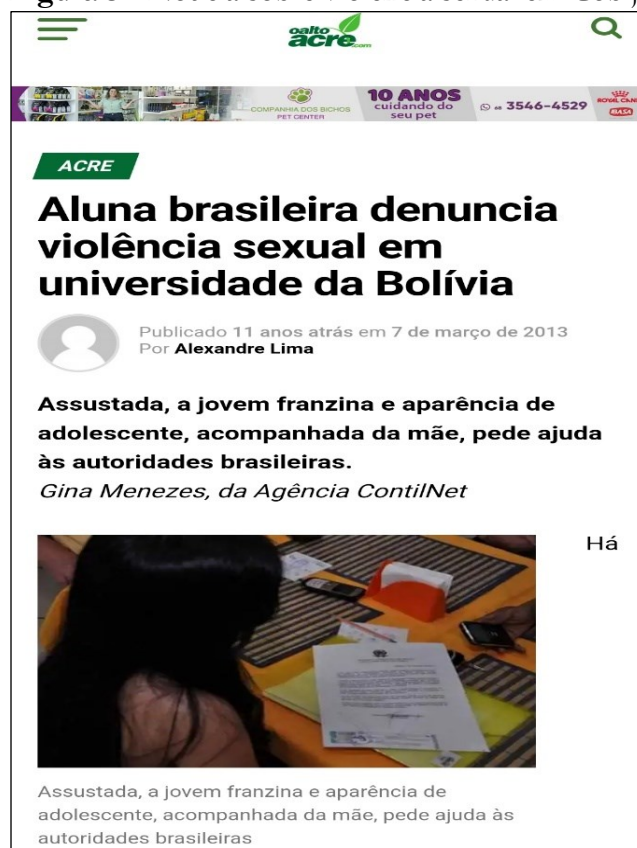 oalto
acre.com
COMPANHIA DOS BICHOS
PET CENTER
10 ANOS
cuidando do
seu pet
3546-4529
ROYAL CANIN
BASA
ACRE
Aluna brasileira denuncia
violência sexual em
universidade da Bolívia
Publicado 11 anos atrás em 7 de março de 2013
Por Alexandre Lima
Assustada, a jovem franzina e aparência de
adolescente, acompanhada da mãe, pede ajuda
às autoridades brasileiras.
Gina Menezes, da Agência ContilNet
Há
Assustada, a jovem franzina e aparência de
adolescente, acompanhada da mãe, pede ajuda às
autoridades brasileiras